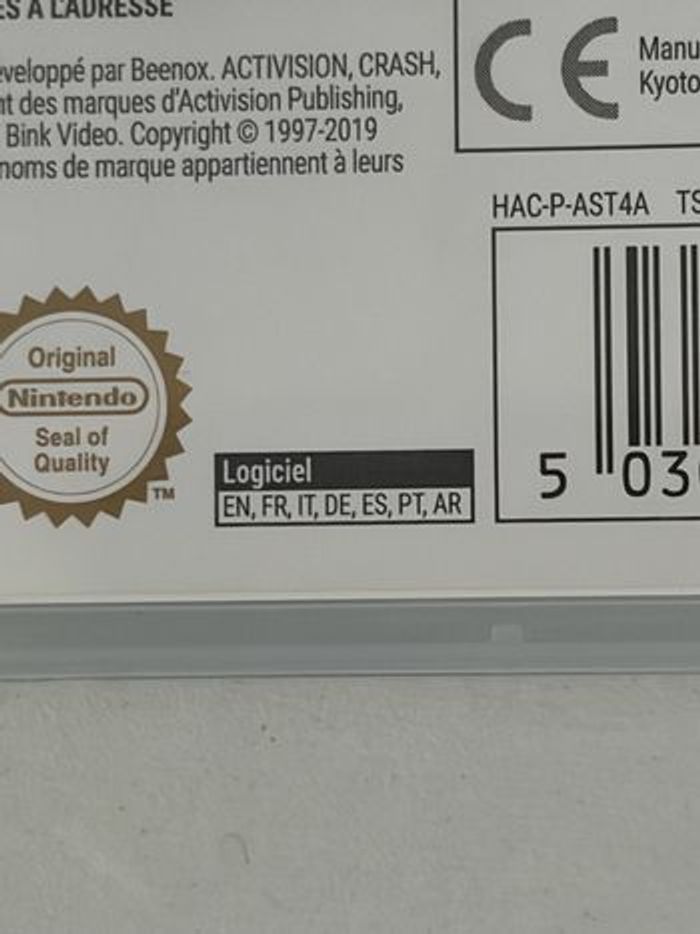 ES À L'ADRESSE
éveloppé par Beenox. ACTIVISION, CRASH,
nt des marques d'Activision Publishing,
Bink Video. Copyright © 1997-2019
noms de marque appartiennent à leurs
CE
Manu
Kyoto
HAC-P-AST4A TS
Original
Nintendo
Seal of
Quality
TM
Logiciel
EN, FR, IT, DE, ES, PT, AR
5 03